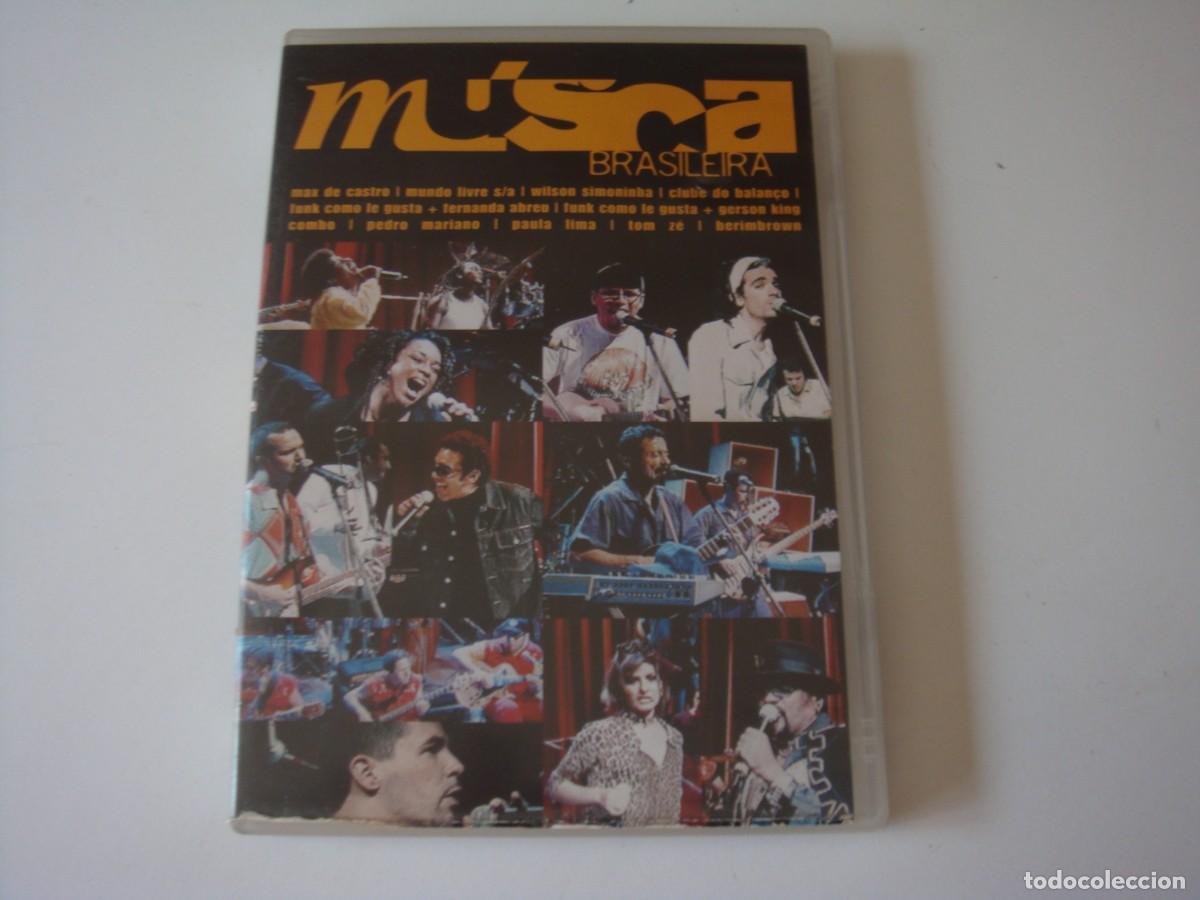 música
BRASILEIRA
max de castro | mundo livre s/a | wilson simoninha | clube do balanço |
funk como le gusta + fernanda abreu | funk como le gusta + gerson king
combo | pedro mariano | paula lima | tom zé | berimbrown
todocoleccion